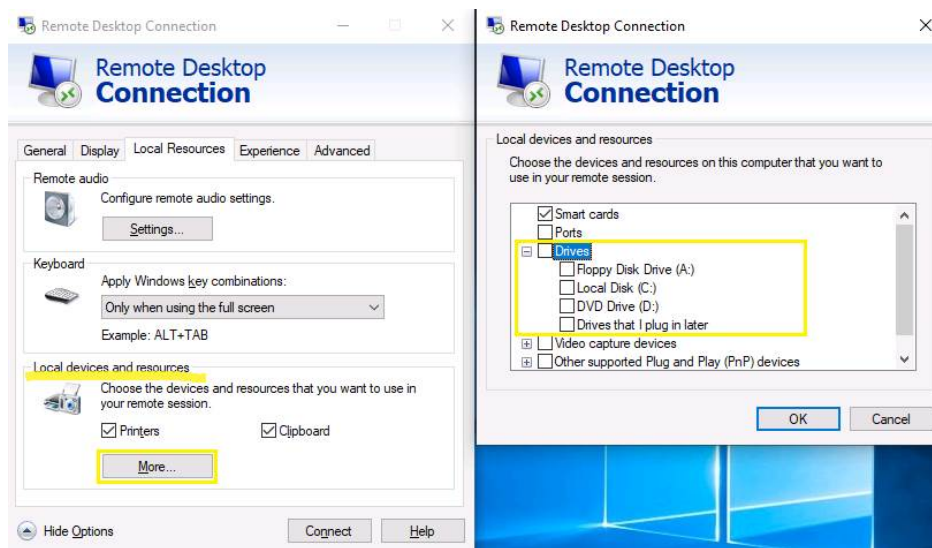 Remote Desktop Connection
Remote Desktop
Connection
General Display Local Resources Experience Advanced
Remote audio
Configure remote audio settings.
Settings...
Keyboard
Apply Windows key combinations:
Only when using the full screen
Example: ALT+TAB
Local devices and resources
Choose the devices and resources that you want to use in
your remote session.
Printers Clipboard
More...
Hide Options Connect Help
Remote Desktop Connection
Remote Desktop
Connection
Local devices and resources
Choose the devices and resources on this computer that you want to
use in your remote session.
Smart cards
Ports
Drives
Floppy Disk Drive (A:)
Local Disk (C:)
DVD Drive (D:)
Drives that I plug in later
Video capture devices
Other supported Plug and Play (PnP) devices
OK Cancel